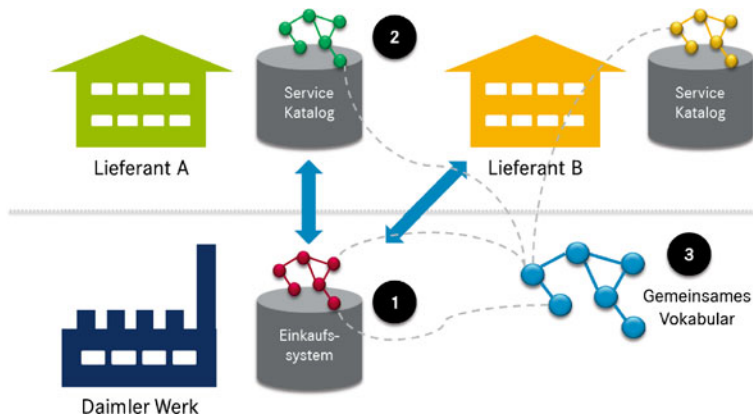 2
Service
Katalog
Service
Katalog
Lieferant A
Lieferant B
1
3
Gemeinsames
Vokabular
Einkaufs-
system
Daimler Werk